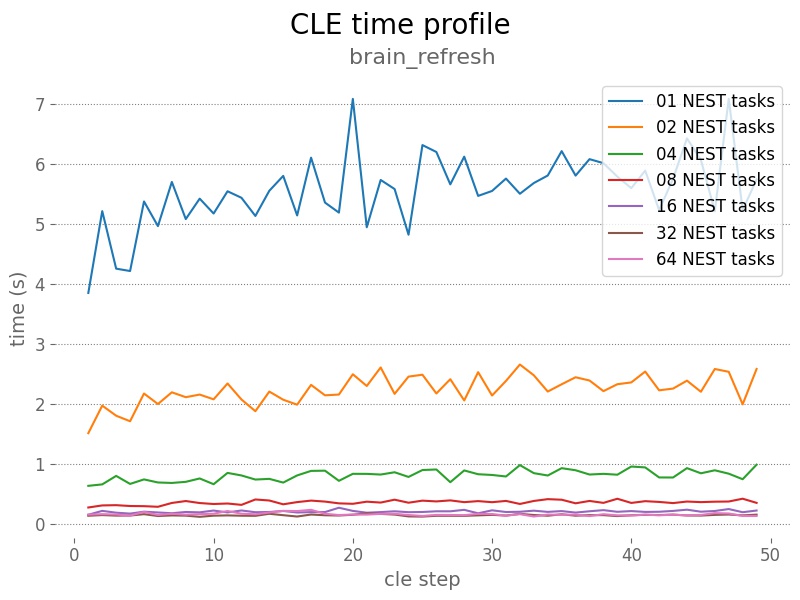 CLE time profile
brain_refresh
7
6
5
4
3
2
1
0
time (s)
01 NEST tasks
02 NEST tasks
04 NEST tasks
08 NEST tasks
16 NEST tasks
32 NEST tasks
64 NEST tasks
0 10 20 30 40 50
cle step